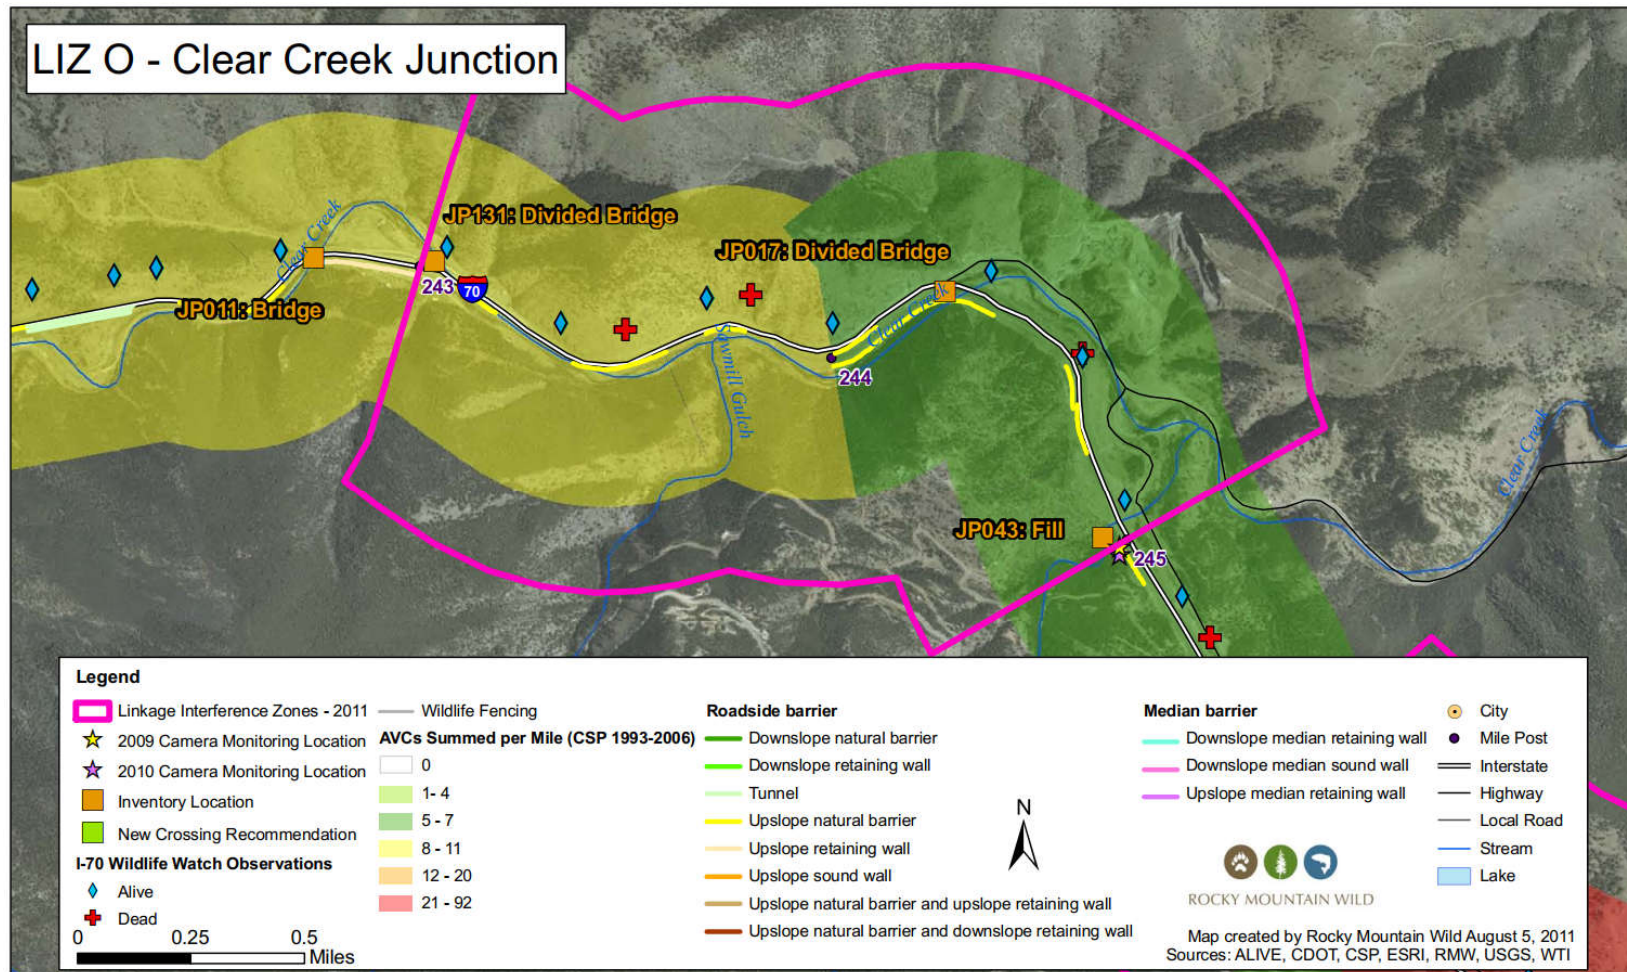 LIZ O - Clear Creek Junction
JP131: Divided Bridge
Clear Creek
JP017: Divided Bridge
243
70
JP011: Bridge
Clear Creek
Sawmill Gulch
244
Clear Creek
JP043: Fill
245
Legend
Linkage Interference Zones - 2011
2009 Camera Monitoring Location
2010 Camera Monitoring Location
Inventory Location
New Crossing Recommendation
I-70 Wildlife Watch Observations
Alive
Dead
0 0.25 0.5
Miles
Wildlife Fencing
AVCs Summed per Mile (CSP 1993-2006)
0
1- 4
5 - 7
8 - 11
12 - 20
21 - 92
Roadside barrier
Downslope natural barrier
Downslope retaining wall
Tunnel
Upslope natural barrier
Upslope retaining wall
Upslope sound wall
Upslope natural barrier and upslope retaining wall
Upslope natural barrier and downslope retaining wall
N
Median barrier
Downslope median retaining wall
Downslope median sound wall
Upslope median retaining wall
City
Mile Post
Interstate
Highway
Local Road
Stream
Lake
ROCKY MOUNTAIN WILD
Map created by Rocky Mountain Wild August 5, 2011
Sources: ALIVE, CDOT, CSP, ESRI, RMW, USGS, WTI